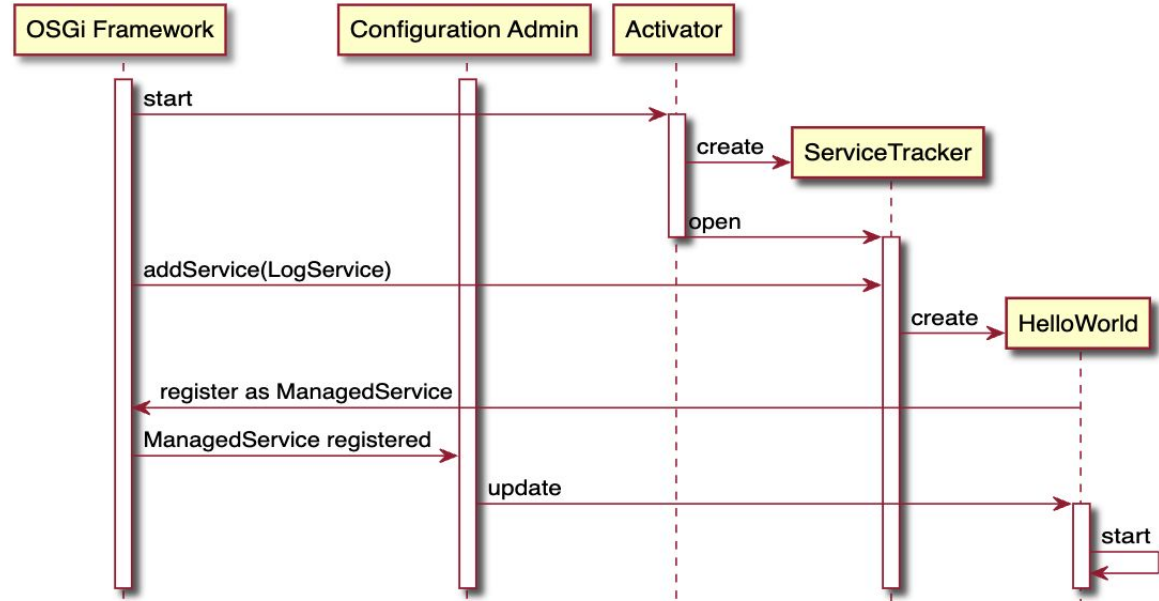 OSGi Framework
Configuration Admin
Activator
start
create
ServiceTracker
open
addService(LogService)
create
HelloWorld
register as ManagedService
ManagedService registered
update
start